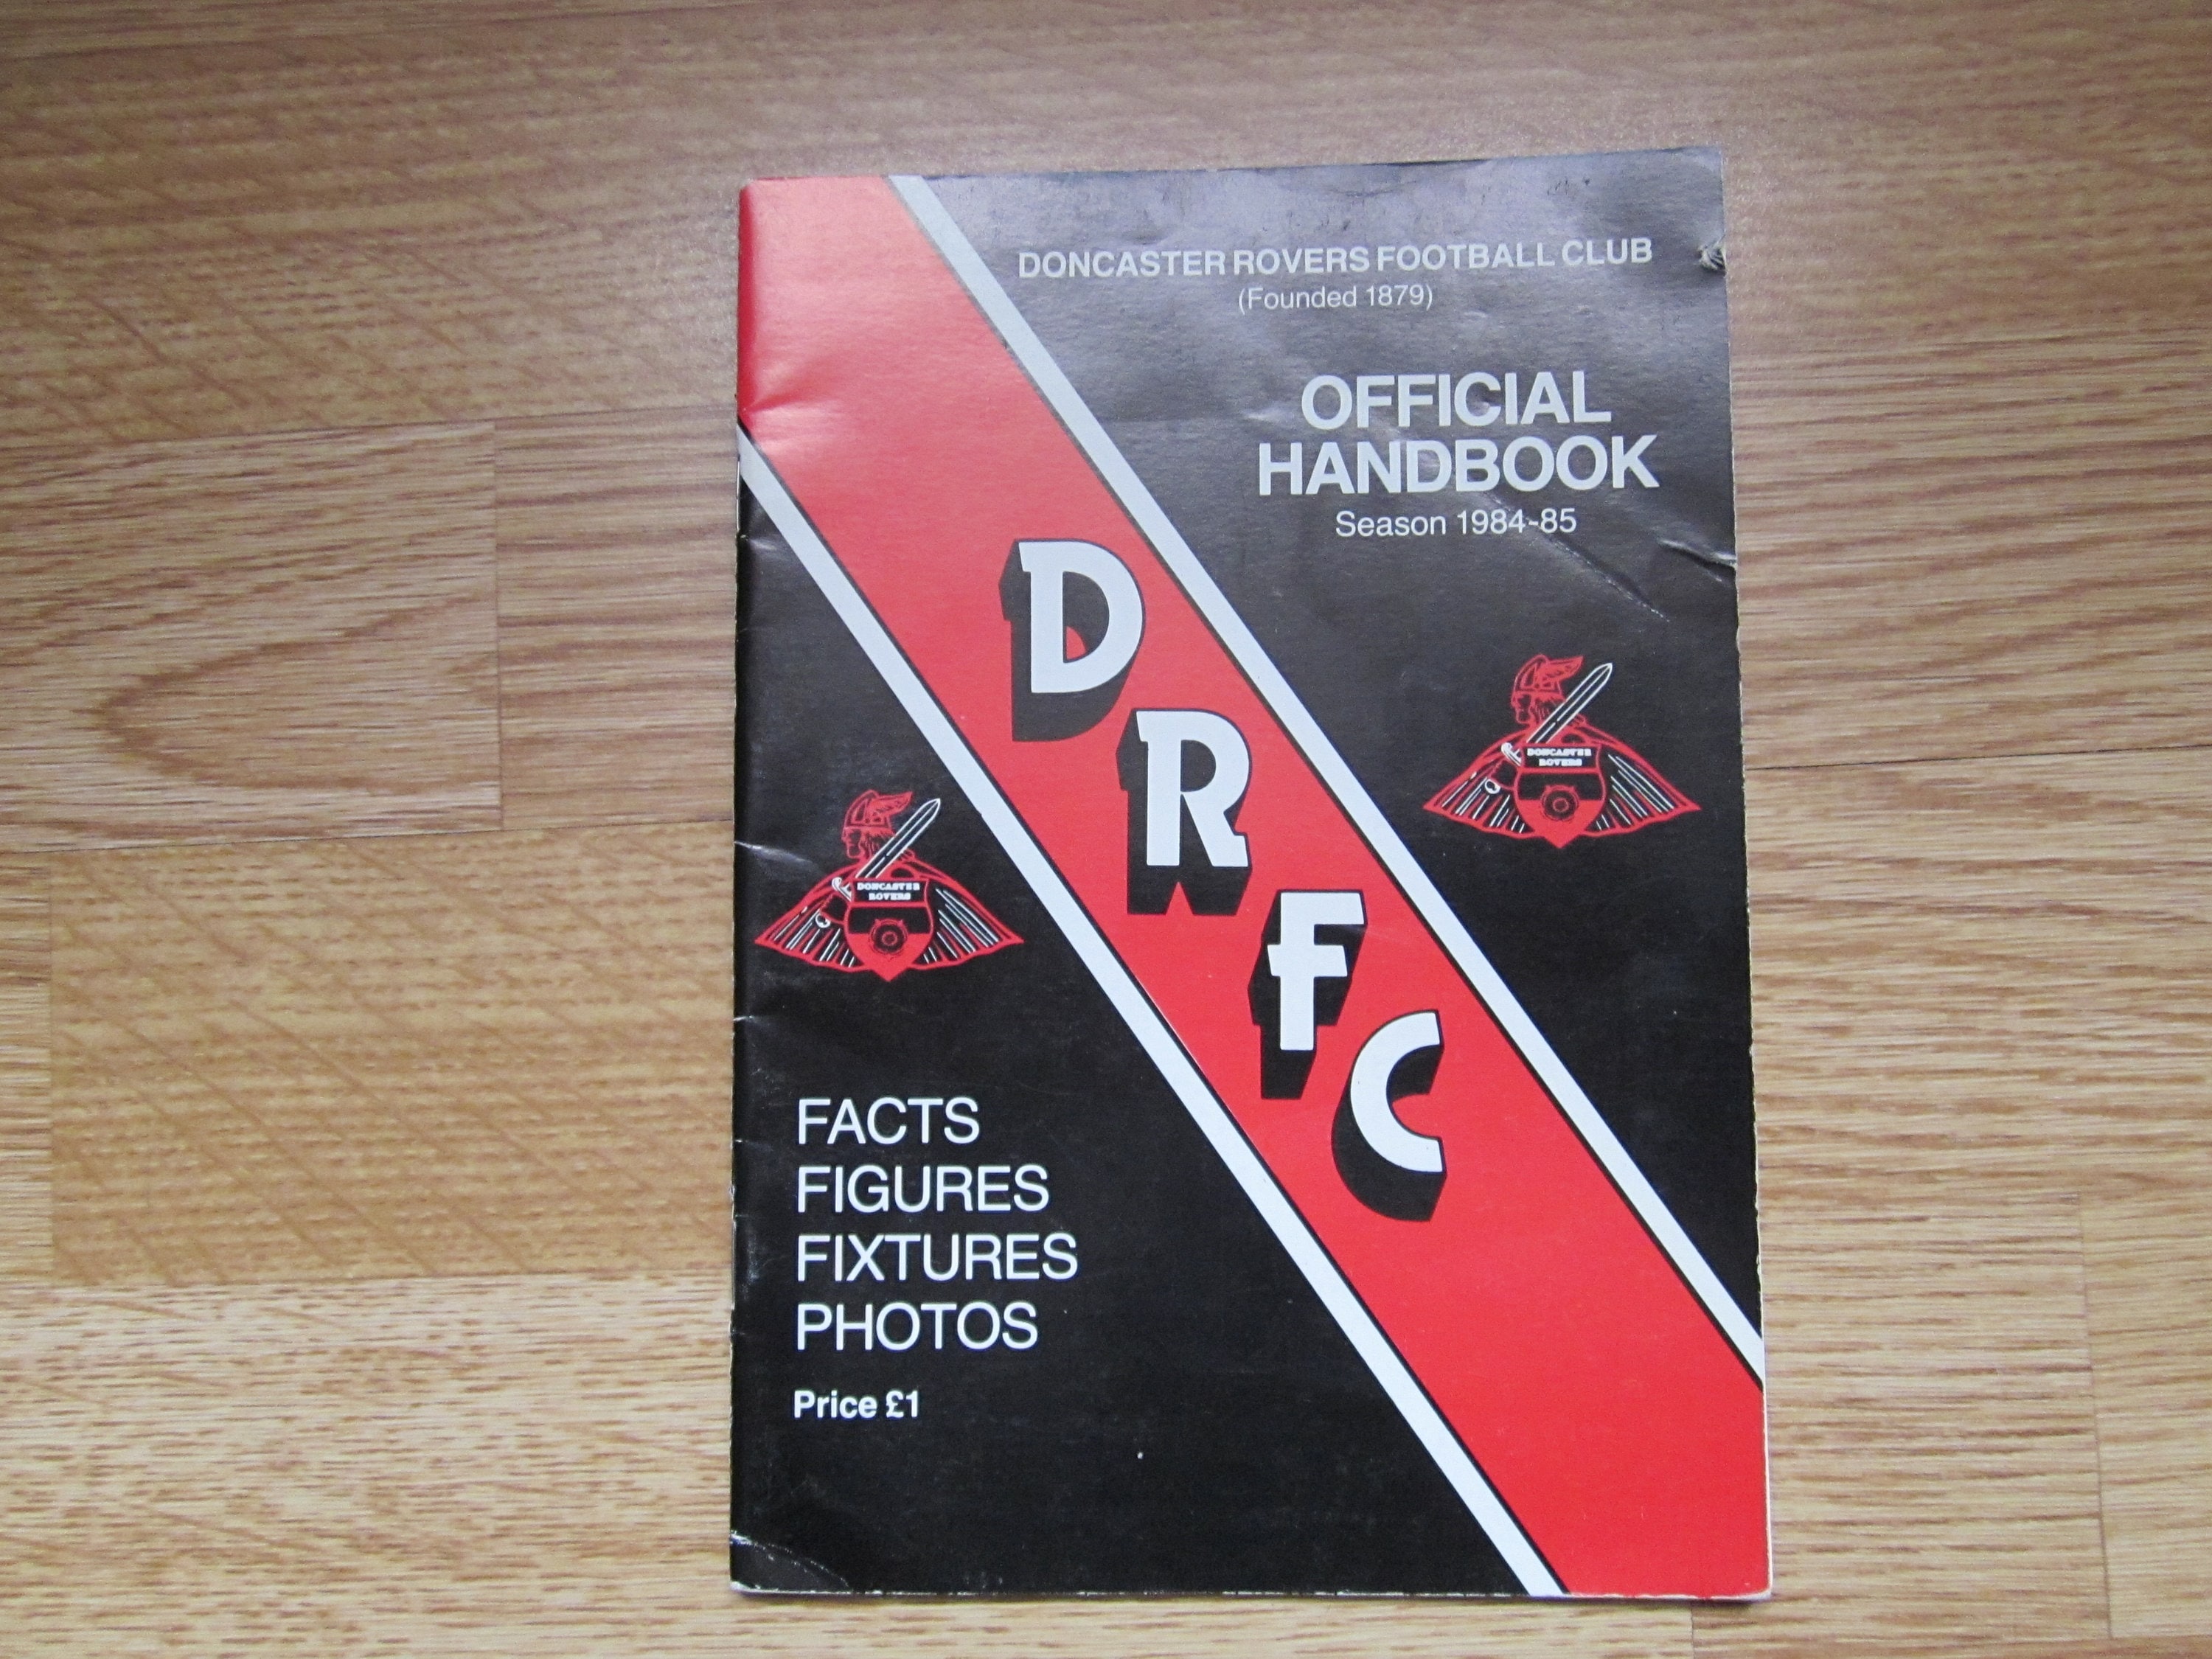 DONCASTER ROVERS FOOTBALL CLUB
(Founded 1879)
OFFICIAL
HANDBOOK
Season 1984-85
D
R
F
C
DONCASTER
ROVERS
DONCASTER
ROVERS
FACTS
FIGURES
FIXTURES
PHOTOS
Price £1